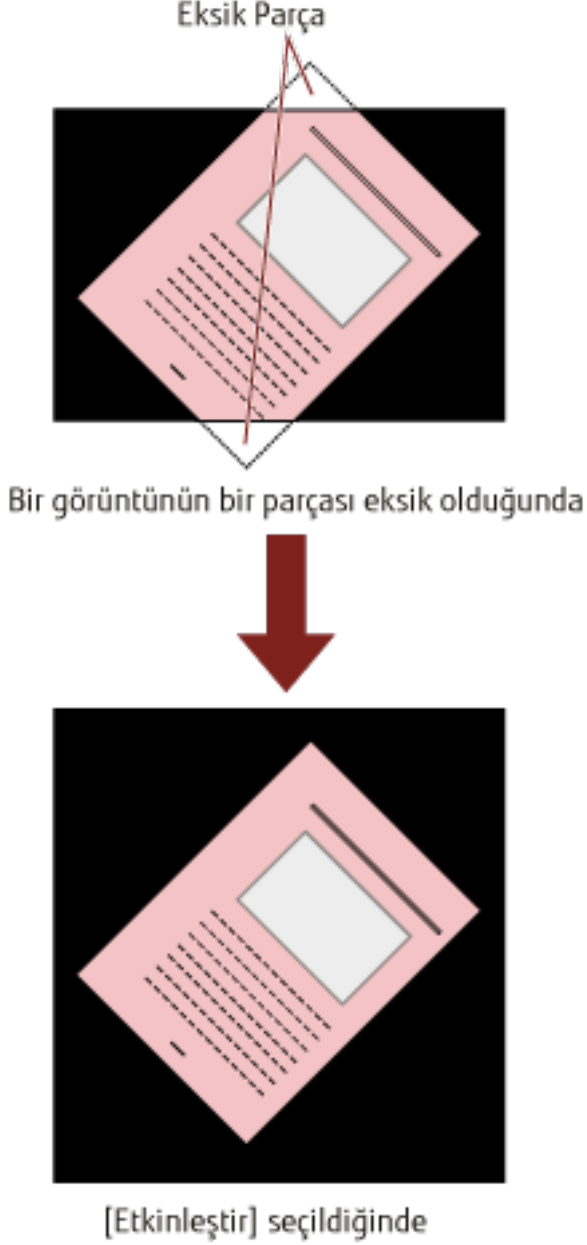 Eksik Parça
Bir görüntünün bir parçası eksik olduğunda
[Etkinleştir] seçildiğinde